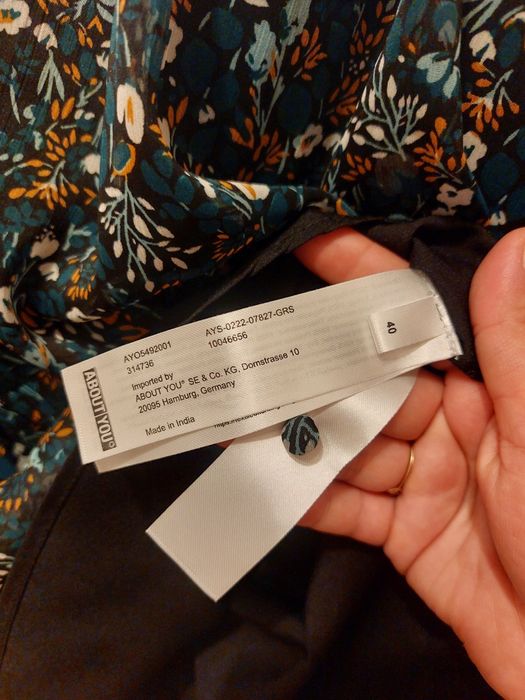 AYO5492001
314736
AYS-0222-07827-GRS
10046656
Imported by
ABOUT YOU® SE & Co. KG, Domstrasse 10
20095 Hamburg, Germany
Made in India
ABOUT YOU®
40